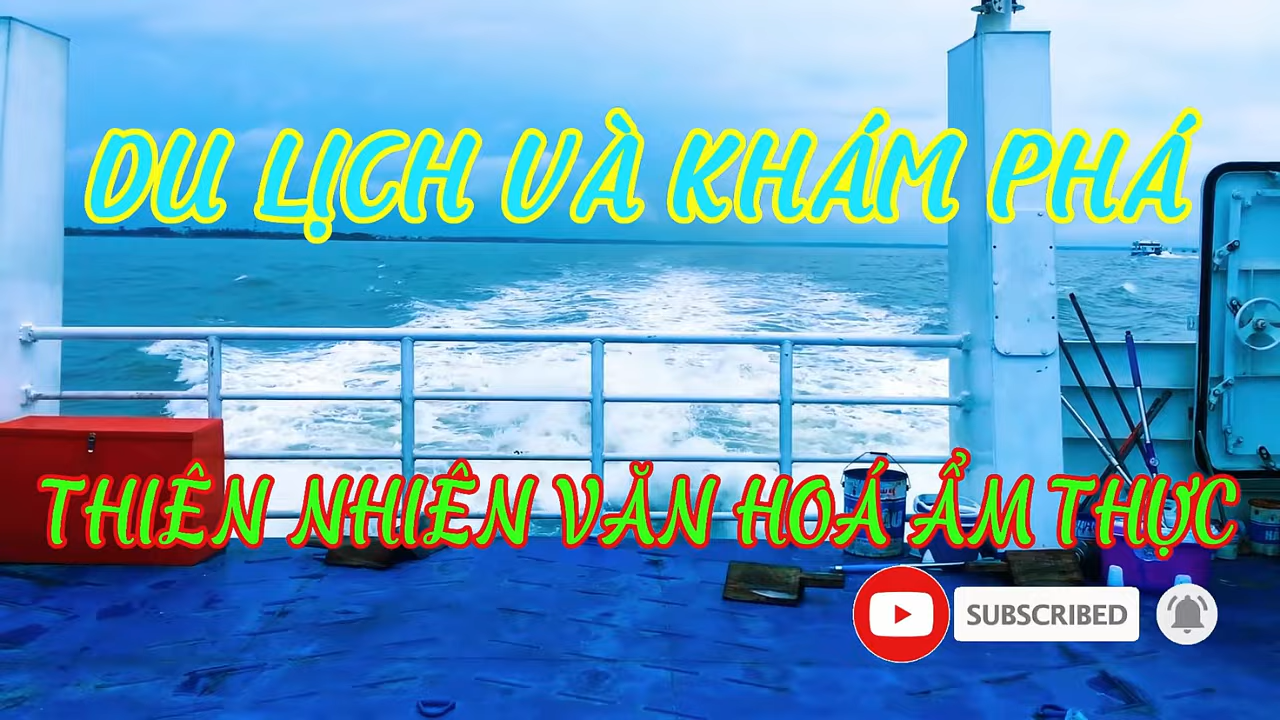 DU LỊCH VÀ KHÁM PHÁ
THIÊN NHIÊN VĂN HOÁ ẨM THỰC
SUBSCRIBED